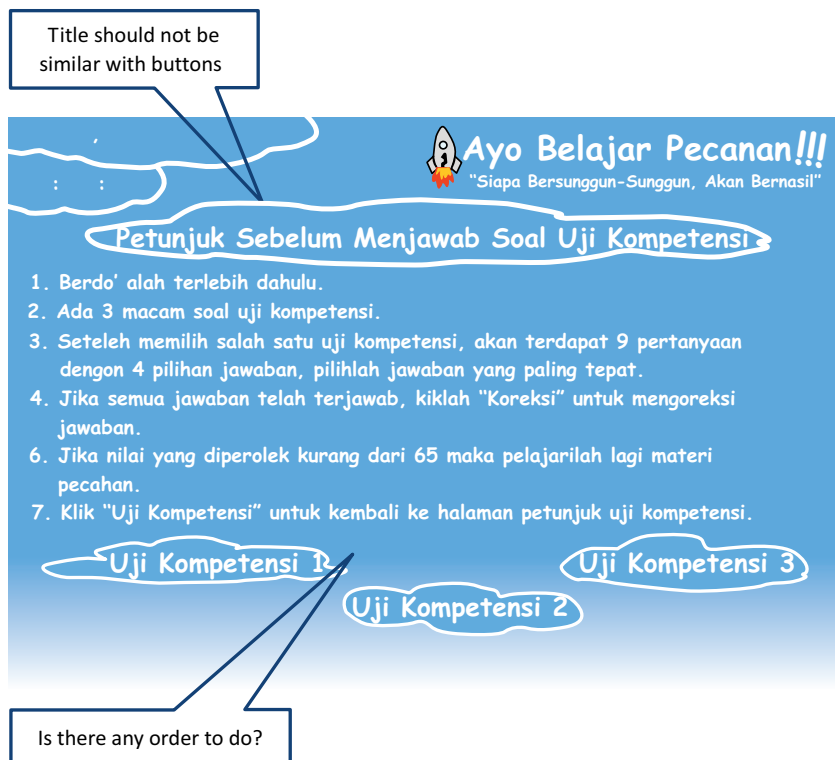 Title should not be
similar with buttons
Ayo Belajar Pecanan!!!
"Siapa Bersunggun-Sunggun, Akan Bernasil"
Petunjuk Sebelum Menjawab Soal Uji Kompetensi
1. Berdo' alah terlebih dahulu.
2. Ada 3 macam soal uji kompetensi.
3. Seteleh memilih salah satu uji kompetensi, akan terdapat 9 pertanyaan
dengon 4 pilihan jawaban, pilihlah jawaban yang paling tepat.
4. Jika semua jawaban telah terjawab, kiklah "Koreksi" untuk mengoreksi
jawaban.
6. Jika nilai yang diperolek kurang dari 65 maka pelajarilah lagi materi
pecahan.
7. Klik "Uji Kompetensi" untuk kembali ke halaman petunjuk uji kompetensi.
Uji Kompetensi 1
Uji Kompetensi 3
Uji Kompetensi 2
Is there any order to do?